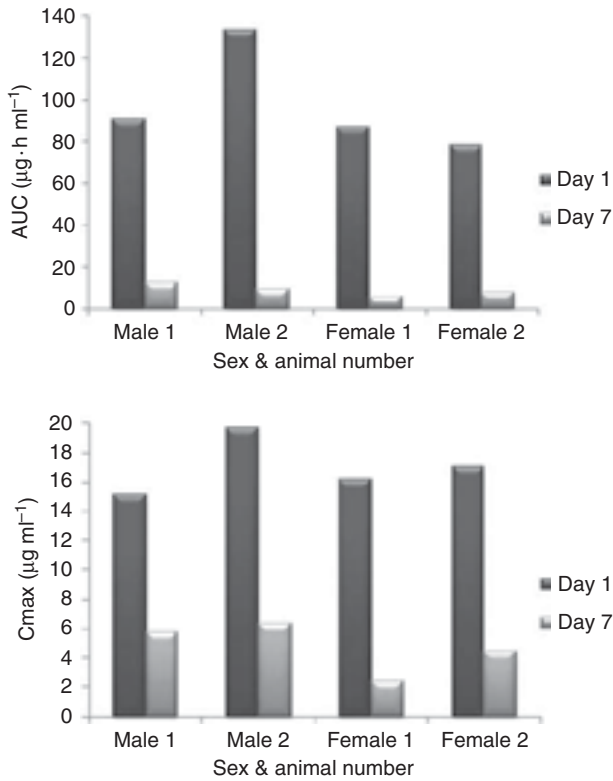 140
120
100
80
60
40
20
0
AUC (µg·h ml⁻¹)
Male 1 Male 2 Female 1 Female 2
Sex & animal number
Day 1
Day 7
20
18
16
14
12
10
8
6
4
2
0
Cmax (µg ml⁻¹)
Male 1 Male 2 Female 1 Female 2
Sex & animal number
Day 1
Day 7